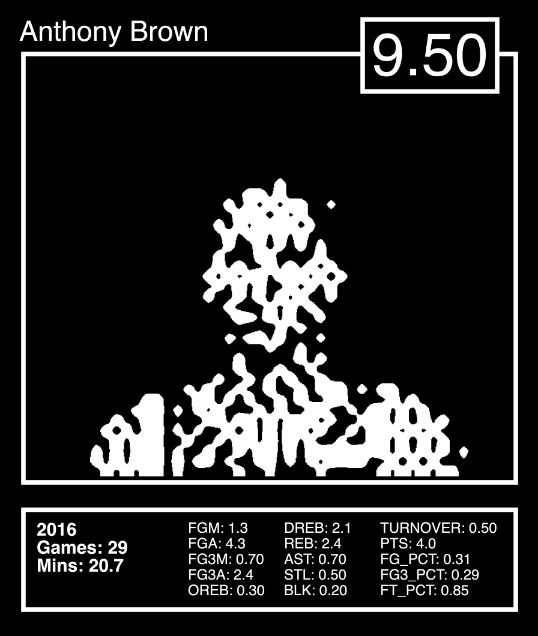 Anthony Brown
9.50
2016
Games: 29
Mins: 20.7
FGM: 1.3
FGA: 4.3
FG3M: 0.70
FG3A: 2.4
OREB: 0.30
DREB: 2.1
REB: 2.4
AST: 0.70
STL: 0.50
BLK: 0.20
TURNOVER: 0.50
PTS: 4.0
FG_PCT: 0.31
FG3_PCT: 0.29
FT_PCT: 0.85